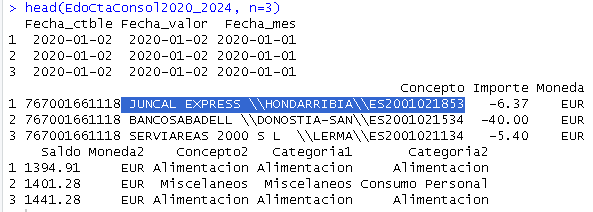 > head(EdoCtaConsol2020_2024, n=3)
Fecha_ctble Fecha_valor Fecha_mes
1 2020-01-02 2020-01-02 2020-01-01
2 2020-01-02 2020-01-02 2020-01-01
3 2020-01-02 2020-01-02 2020-01-01
Concepto Importe Moneda
1 767001661118 JUNCAL EXPRESS \\HONDARRIBIA\\ES2001021853 -6.37 EUR
2 767001661118 BANCOSABADELL \\DONOSTIA-SAN\\ES2001021534 -40.00 EUR
3 767001661118 SERVIAREAS 2000 S L \\LERMA\\ES2001021134 -5.40 EUR
Saldo Moneda2 Concepto2 Categoria1 Categoria2
1 1394.91 EUR Alimentacion Alimentacion Alimentacion
2 1401.28 EUR Miscelaneos Miscelaneos Consumo Personal
3 1441.28 EUR Alimentacion Alimentacion Alimentacion